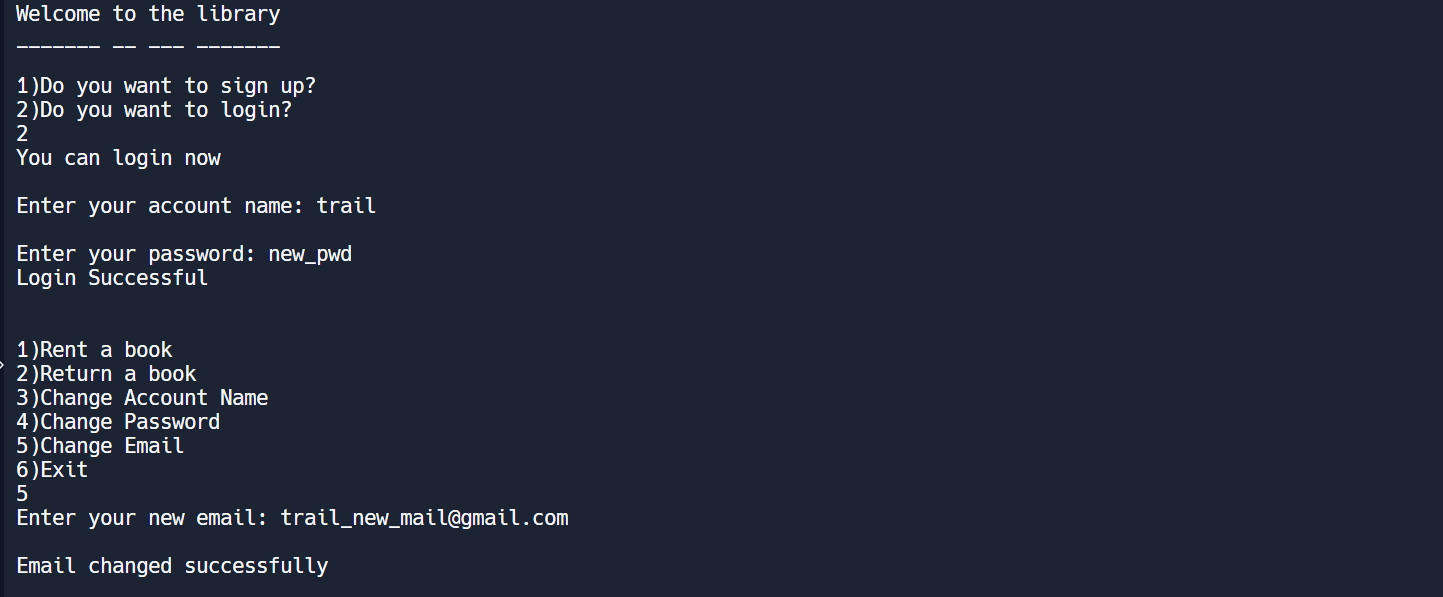 Welcome to the library
------- -- --- -------
1)Do you want to sign up?
2)Do you want to login?
2
You can login now
Enter your account name: trail
Enter your password: new_pwd
Login Successful
1)Rent a book
2)Return a book
3)Change Account Name
4)Change Password
5)Change Email
6)Exit
5
Enter your new email: trail_new_mail@gmail.com
Email changed successfully